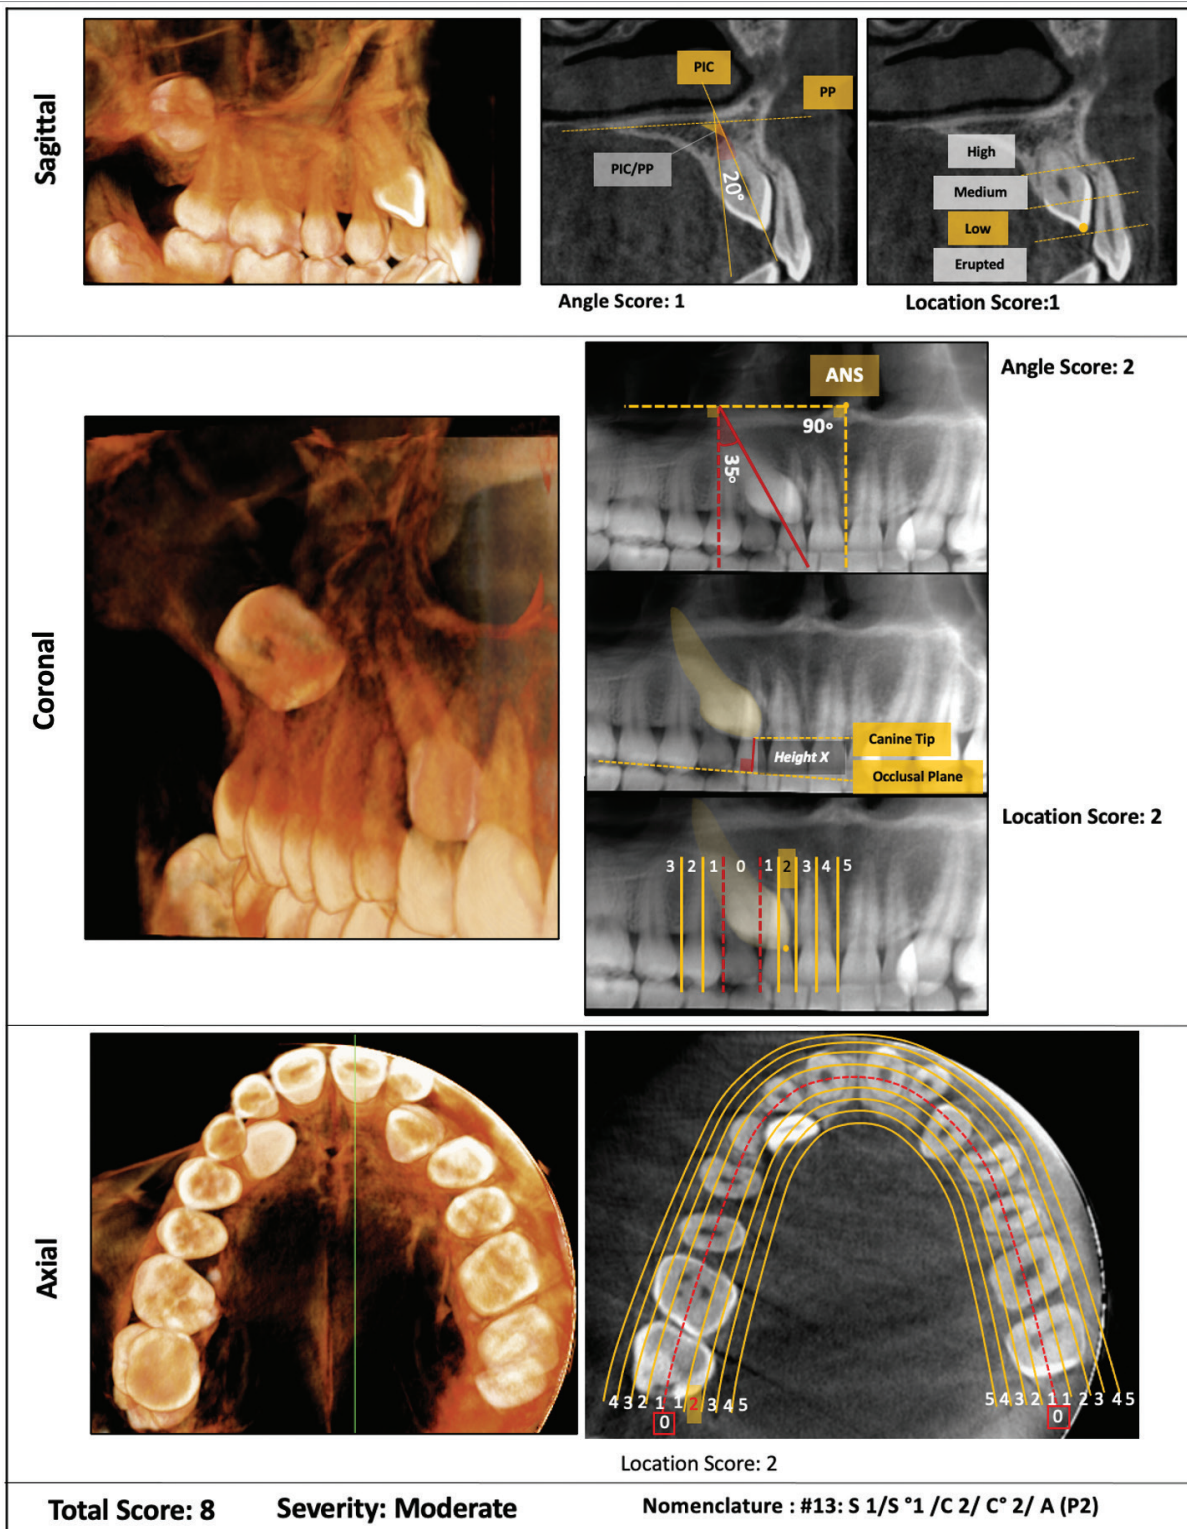 Sagittal
PIC
PP
PIC/PP
20°
High
Medium
Low
Erupted
Angle Score: 1
Location Score:1
Coronal
ANS
90°
35°
Angle Score: 2
Canine Tip
Height X
Occlusal Plane
Location Score: 2
3 2 1 0 1 2 3 4 5
Axial
4 3 2 1 1 2 3 4 5
0
5 4 3 2 1 1 2 3 4 5
0
Location Score: 2
Total Score: 8 Severity: Moderate Nomenclature : #13: S 1/S °1 /C 2/ C° 2/ A (P2)